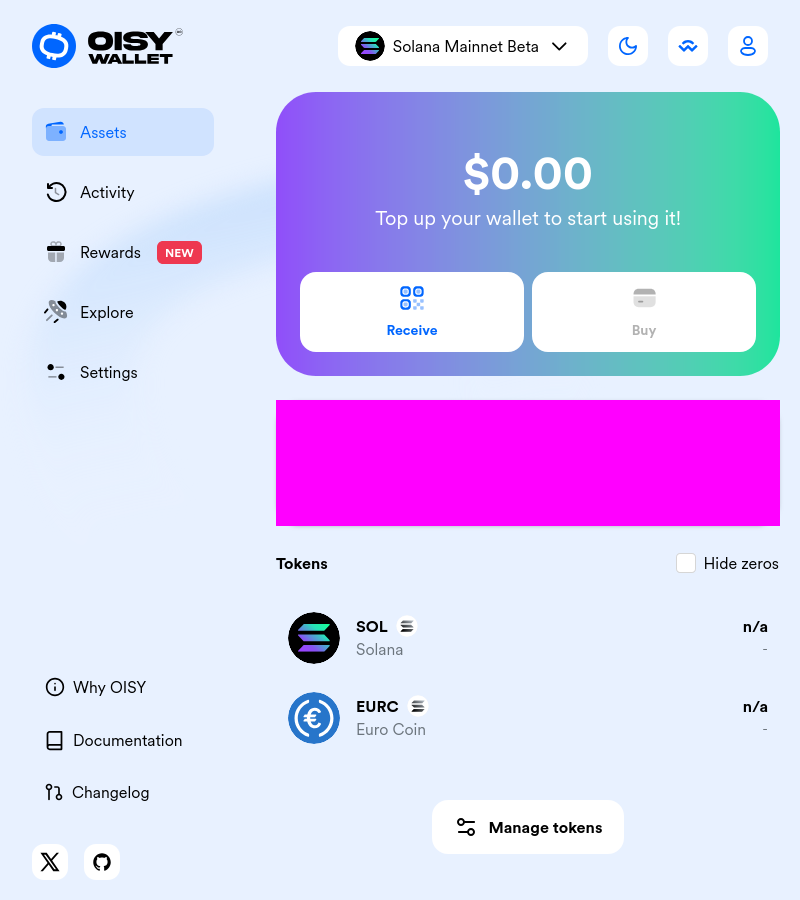 OISY
WALLET
Solana Mainnet Beta
Assets
Activity
Rewards NEW
Explore
Settings
$0.00
Top up your wallet to start using it!
Receive
Buy
Tokens
Hide zeros
SOL
n/a
Solana
-
EURC
n/a
Euro Coin
-
Manage tokens
Why OISY
Documentation
Changelog